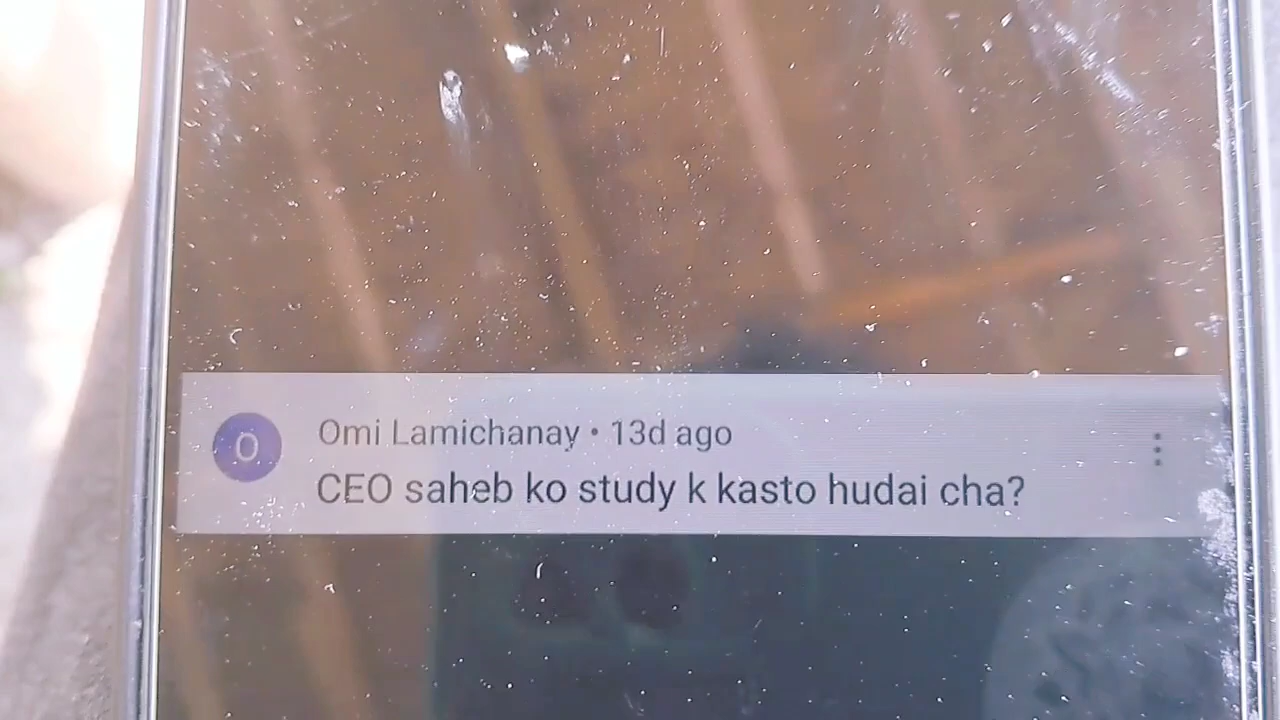 O
Omi Lamichanay • 13d ago
CEO saheb ko study k kasto hudai cha?